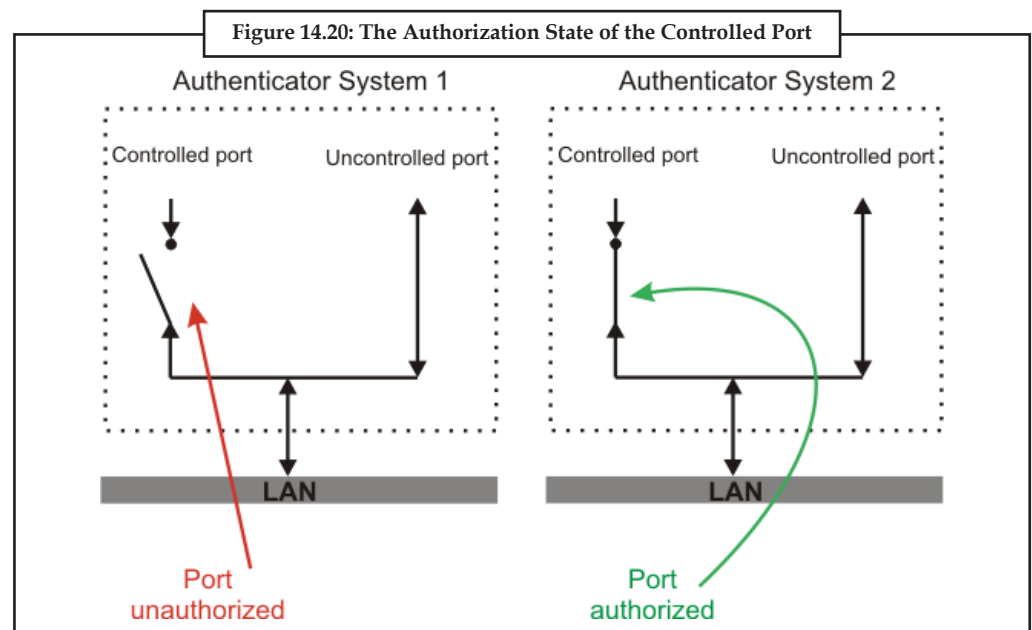 Figure 14.20: The Authorization State of the Controlled Port
Authenticator System 1
Authenticator System 2
Controlled port
Uncontrolled port
Controlled port
Uncontrolled port
LAN
LAN
Port
unauthorized
Port
authorized